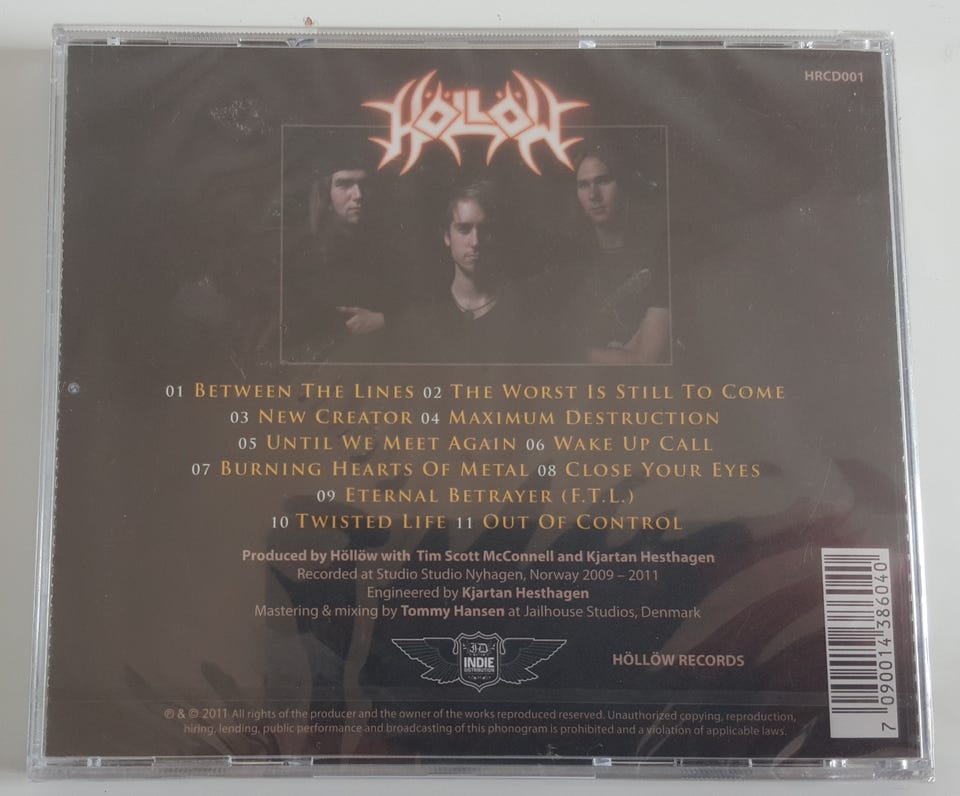 HRCD001
HÖLLÖW
01 BETWEEN THE LINES 02 THE WORST IS STILL TO COME
03 NEW CREATOR 04 MAXIMUM DESTRUCTION
05 UNTIL WE MEET AGAIN 06 WAKE UP CALL
07 BURNING HEARTS OF METAL 08 CLOSE YOUR EYES
09 ETERNAL BETRAYER (F.T.L.)
10 TWISTED LIFE 11 OUT OF CONTROL
Produced by Höllöw with Tim Scott McConnell and Kjartan Hesthagen
Recorded at Studio Studio Nyhagen, Norway 2009 – 2011
Engineered by Kjartan Hesthagen
Mastering & mixing by Tommy Hansen at Jailhouse Studios, Denmark
INDIE
DISTRIBUTION
HÖLLÖW RECORDS
7 090014 386040
℗ & © 2011 All rights of the producer and the owner of the works reproduced reserved. Unauthorized copying, reproduction,
hiring, lending, public performance and broadcasting of this phonogram is prohibited and a violation of applicable laws.